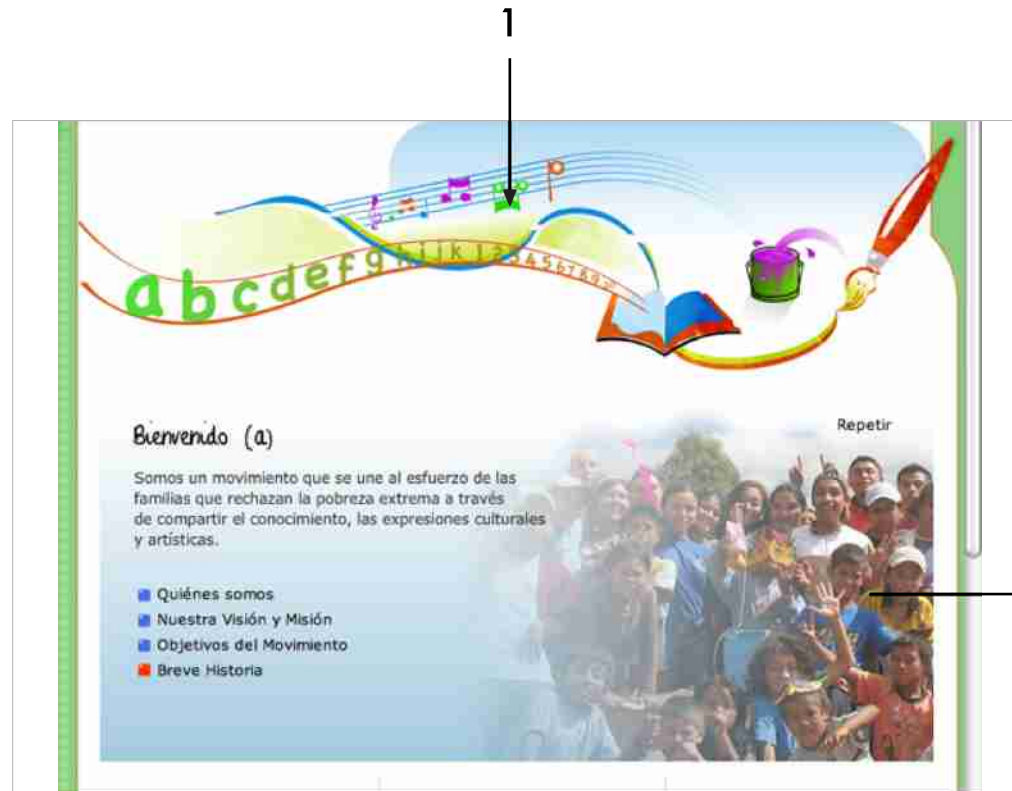 1
abcdefghijkl23456789
Bienvenido (a)
Repetir
Somos un movimiento que se une al esfuerzo de las
familias que rechazan la pobreza extrema a través
de compartir el conocimiento, las expresiones culturales
y artísticas.
Quiénes somos
Nuestra Visión y Misión
Objetivos del Movimiento
Breve Historia